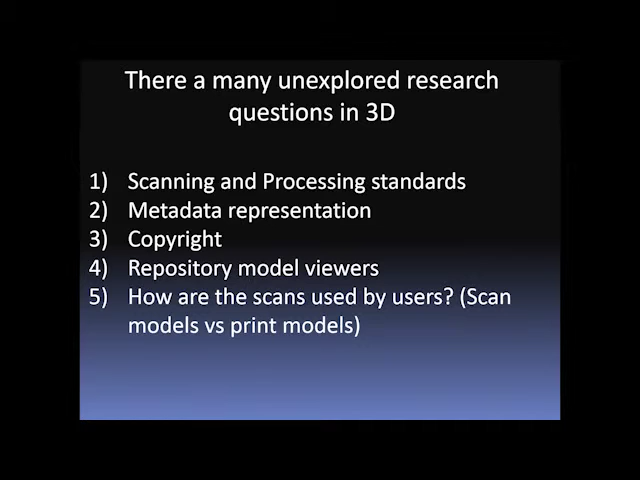 There a many unexplored research
questions in 3D
1) Scanning and Processing standards
2) Metadata representation
3) Copyright
4) Repository model viewers
5) How are the scans used by users? (Scan
models vs print models)